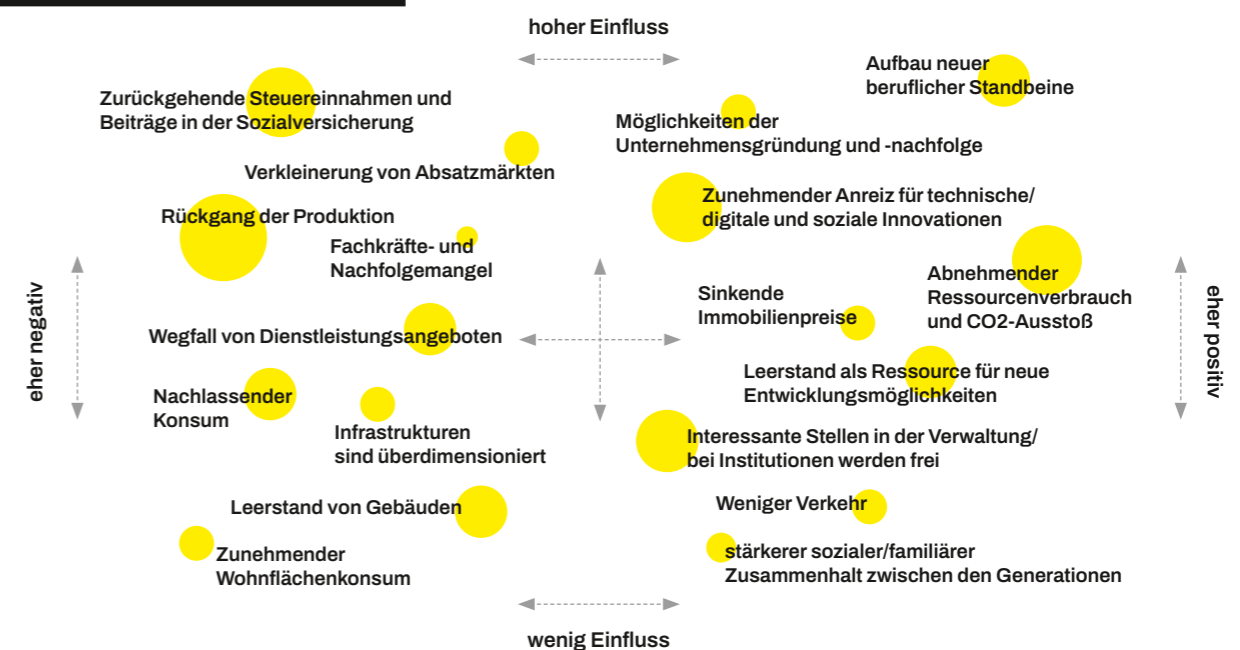 hoher Einfluss
Aufbau neuer
beruflicher Standbeine
Zurückgehende Steuereinnahmen und
Beiträge in der Sozialversicherung
Möglichkeiten der
Unternehmensgründung und -nachfolge
Verkleinerung von Absatzmärkten
Zunehmender Anreiz für technische/
digitale und soziale Innovationen
Rückgang der Produktion
Fachkräfte- und
Nachfolgemangel
Abnehmender
Ressourcenverbrauch
und CO2-Ausstoß
Sinkende
Immobilienpreise
eher negativ
eher positiv
Wegfall von Dienstleistungsangeboten
Leerstand als Ressource für neue
Entwicklungsmöglichkeiten
Nachlassender
Konsum
Infrastrukturen
sind überdimensioniert
Interessante Stellen in der Verwaltung/
bei Institutionen werden frei
Leerstand von Gebäuden
Weniger Verkehr
Zunehmender
Wohnflächenkonsum
stärkerer sozialer/familiärer
Zusammenhalt zwischen den Generationen
wenig Einfluss